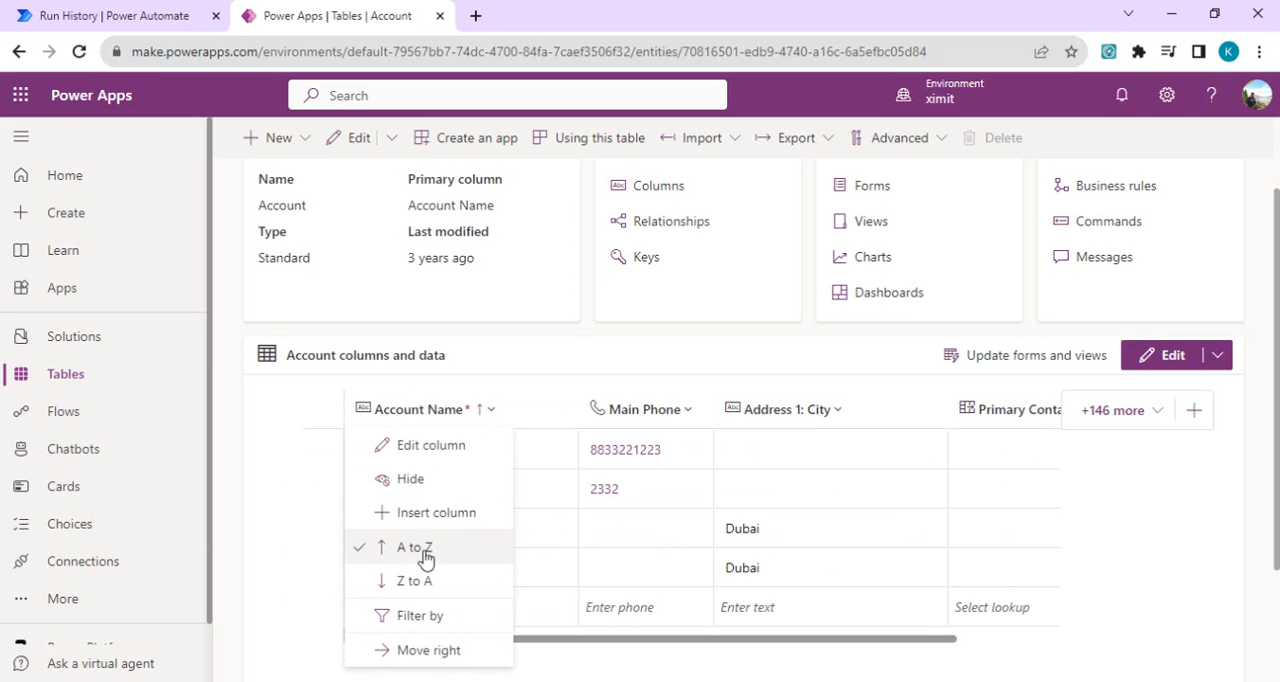 Run History | Power Automate
Power Apps | Tables | Account
make.powerapps.com/environments/default-79567bb7-74dc-4700-84fa-7caef3506f32/entities/70816501-edb9-4740-a16c-6a5efbc05d84
K
Power Apps
Search
Environment
ximit
New
Edit
Create an app
Using this table
Import
Export
Advanced
Delete
Home
Create
Learn
Apps
Solutions
Tables
Flows
Chatbots
Cards
Choices
Connections
More
Ask a virtual agent
Name
Primary column
Account
Account Name
Type
Last modified
Standard
3 years ago
Columns
Relationships
Keys
Forms
Views
Charts
Dashboards
Business rules
Commands
Messages
Account columns and data
Update forms and views
Edit
Account Name *
Main Phone
Address 1: City
Primary Conta
+146 more
Edit column
Hide
Insert column
A to Z
Z to A
Filter by
Move right
8833221223
2332
Dubai
Dubai
Enter phone
Enter text
Select lookup